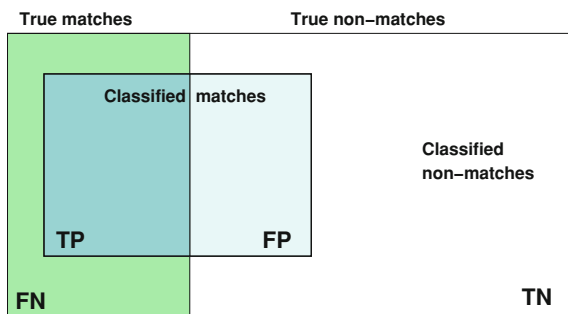 True matches
True non−matches
Classified matches
Classified
non−matches
TP
FP
FN
TN